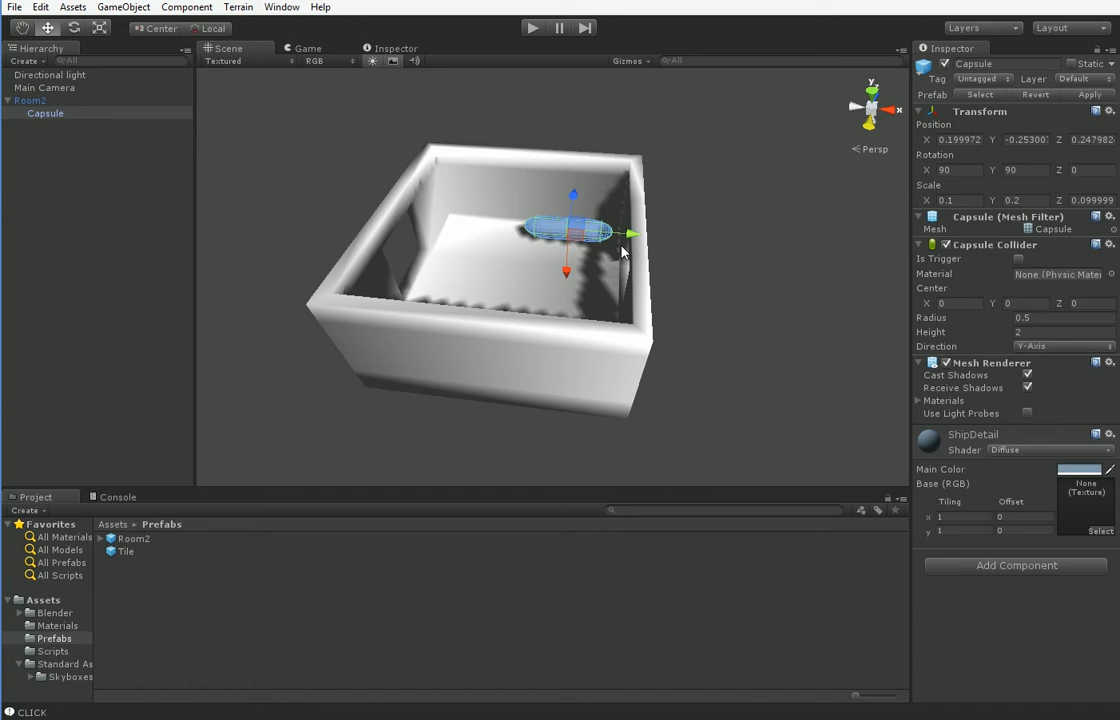 File Edit Assets GameObject Component Terrain Window Help
Center Local Layers Layout
Hierarchy Scene Game Inspector Inspector
Create All Textured RGB Gizmos All Capsule Static
Directional light
Main Camera
Room2
Capsule
y
x
Persp
Tag Untagged Layer Default
Prefab Select Revert Apply
Transform
Position
X 0.199972 Y -0.25300 Z 0.247982
Rotation
X 90 Y 90 Z 0
Scale
X 0.1 Y 0.2 Z 0.099999
Capsule (Mesh Filter)
Mesh Capsule
Capsule Collider
Is Trigger
Material None (Physic Mater
Center
X 0 Y 0 Z 0
Radius 0.5
Height 2
Direction Y-Axis
Mesh Renderer
Cast Shadows
Receive Shadows
Materials
Use Light Probes
ShipDetail
Shader Diffuse
Main Color
Base (RGB)
None
(Texture)
Tiling Offset
x 1 0
y 1 0
Select
Add Component
Project Console
Create
Favorites
All Materials
All Models
All Prefabs
All Scripts
Assets
Blender
Materials
Prefabs
Scripts
Standard As
Skyboxes
Assets Prefabs
Room2
Tile
CLICK